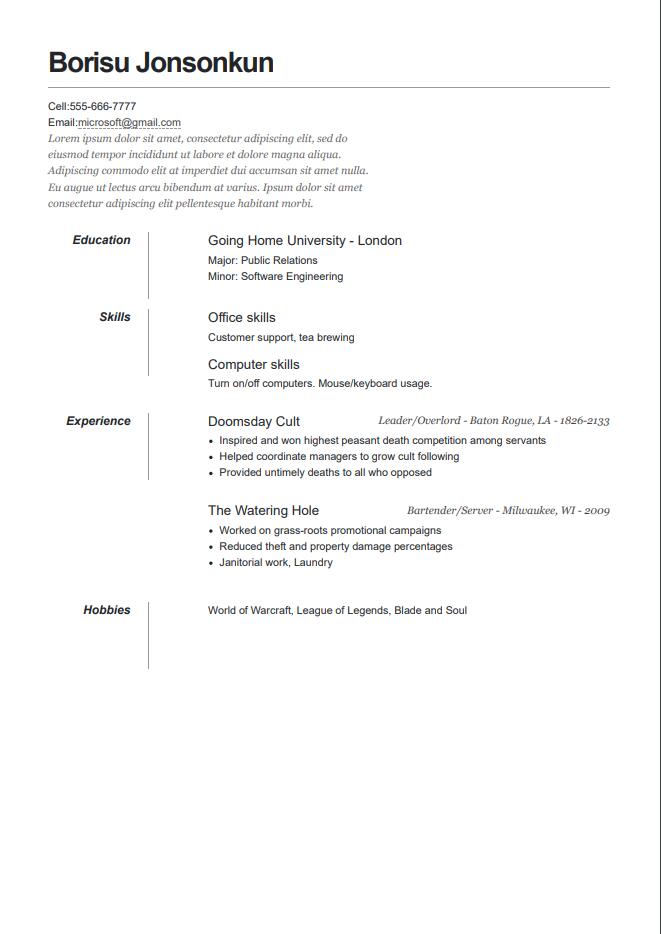 Borisu Jonsonkun
Cell:555-666-7777
Email:microsoft@gmail.com
Lorem ipsum dolor sit amet, consectetur adipiscing elit, sed do
eiusmod tempor incididunt ut labore et dolore magna aliqua.
Adipiscing commodo elit at imperdiet dui accumsan sit amet nulla.
Eu augue ut lectus arcu bibendum at varius. Ipsum dolor sit amet
consectetur adipiscing elit pellentesque habitant morbi.
Education
Going Home University - London
Major: Public Relations
Minor: Software Engineering
Skills
Office skills
Customer support, tea brewing
Computer skills
Turn on/off computers. Mouse/keyboard usage.
Experience
Doomsday Cult Leader/Overlord - Baton Rogue, LA - 1826-2133
• Inspired and won highest peasant death competition among servants
• Helped coordinate managers to grow cult following
• Provided untimely deaths to all who opposed
The Watering Hole Bartender/Server - Milwaukee, WI - 2009
• Worked on grass-roots promotional campaigns
• Reduced theft and property damage percentages
• Janitorial work, Laundry
Hobbies
World of Warcraft, League of Legends, Blade and Soul